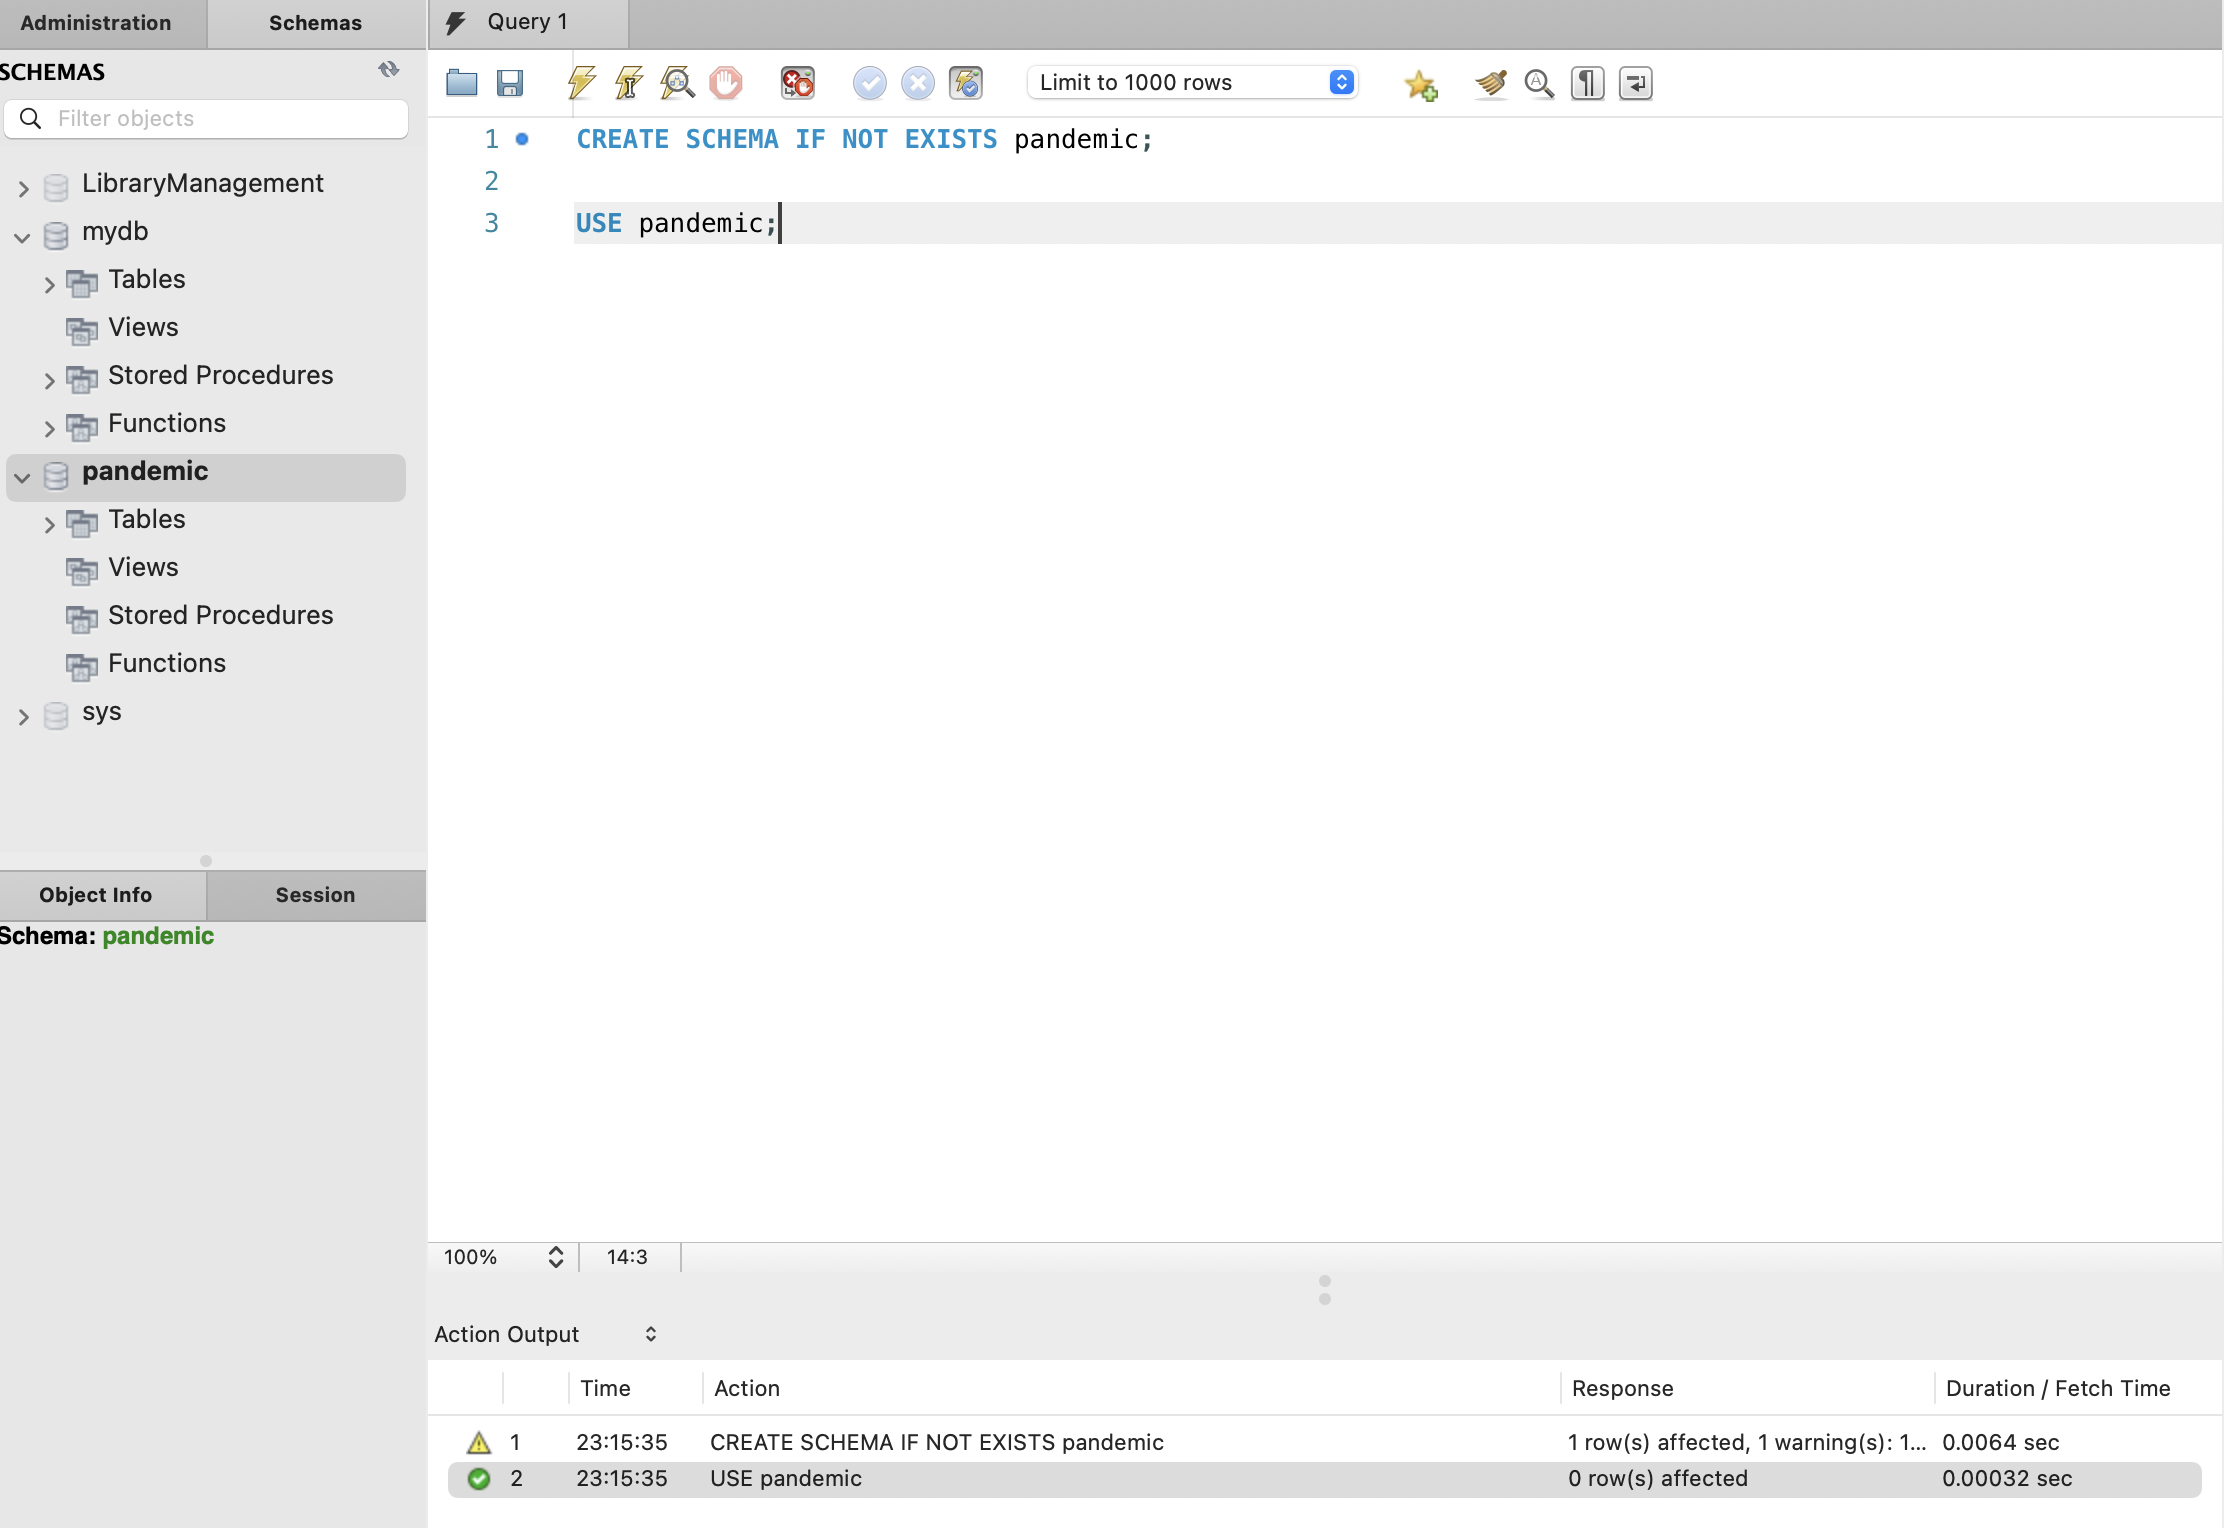 Administration
Schemas
Query 1
SCHEMAS
Filter objects
Limit to 1000 rows
LibraryManagement
mydb
Tables
Views
Stored Procedures
Functions
pandemic
Tables
Views
Stored Procedures
Functions
sys
Object Info
Session
Schema: pandemic
1 CREATE SCHEMA IF NOT EXISTS pandemic;
2
3 USE pandemic;
100%
14:3
Action Output
Time Action Response Duration / Fetch Time
1 23:15:35 CREATE SCHEMA IF NOT EXISTS pandemic 1 row(s) affected, 1 warning(s): 1... 0.0064 sec
2 23:15:35 USE pandemic 0 row(s) affected 0.00032 sec